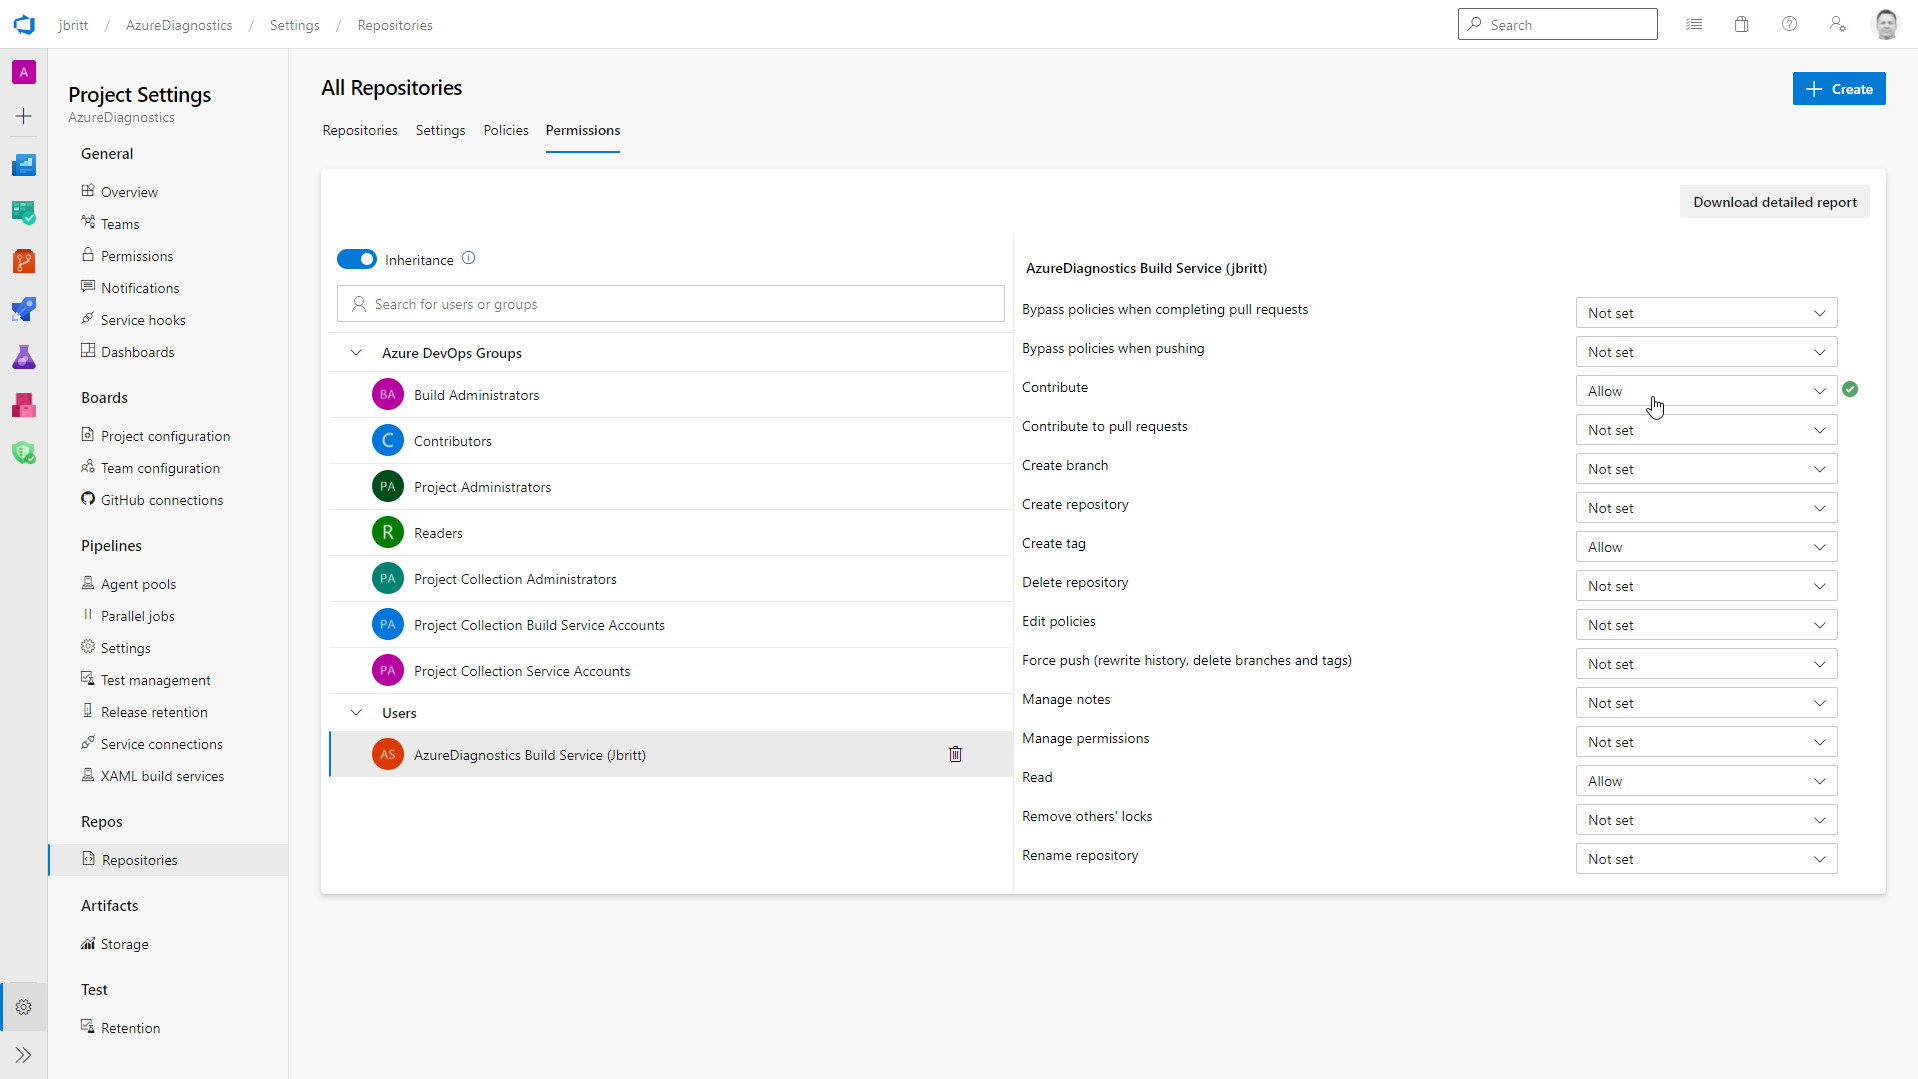 jbritt / AzureDiagnostics / Settings / Repositories
Search
A
Project Settings
AzureDiagnostics
General
Overview
Teams
Permissions
Notifications
Service hooks
Dashboards
Boards
Project configuration
Team configuration
GitHub connections
Pipelines
Agent pools
Parallel jobs
Settings
Test management
Release retention
Service connections
XAML build services
Repos
Repositories
Artifacts
Storage
Test
Retention
All Repositories
Create
Repositories Settings Policies Permissions
Download detailed report
Inheritance
Search for users or groups
Azure DevOps Groups
BA Build Administrators
C Contributors
PA Project Administrators
R Readers
PA Project Collection Administrators
PA Project Collection Build Service Accounts
PA Project Collection Service Accounts
Users
AS AzureDiagnostics Build Service (Jbritt)
AzureDiagnostics Build Service (jbritt)
Bypass policies when completing pull requests Not set
Bypass policies when pushing Not set
Contribute Allow
Contribute to pull requests Not set
Create branch Not set
Create repository Not set
Create tag Allow
Delete repository Not set
Edit policies Not set
Force push (rewrite history, delete branches and tags) Not set
Manage notes Not set
Manage permissions Not set
Read Allow
Remove others' locks Not set
Rename repository Not set